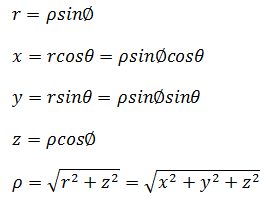 r = ρsinØ
x = rcosθ = ρsinØcosθ
y = rsinθ = ρsinØsinθ
z = ρcosØ
ρ = √(r² + z²) = √(x² + y² + z²)